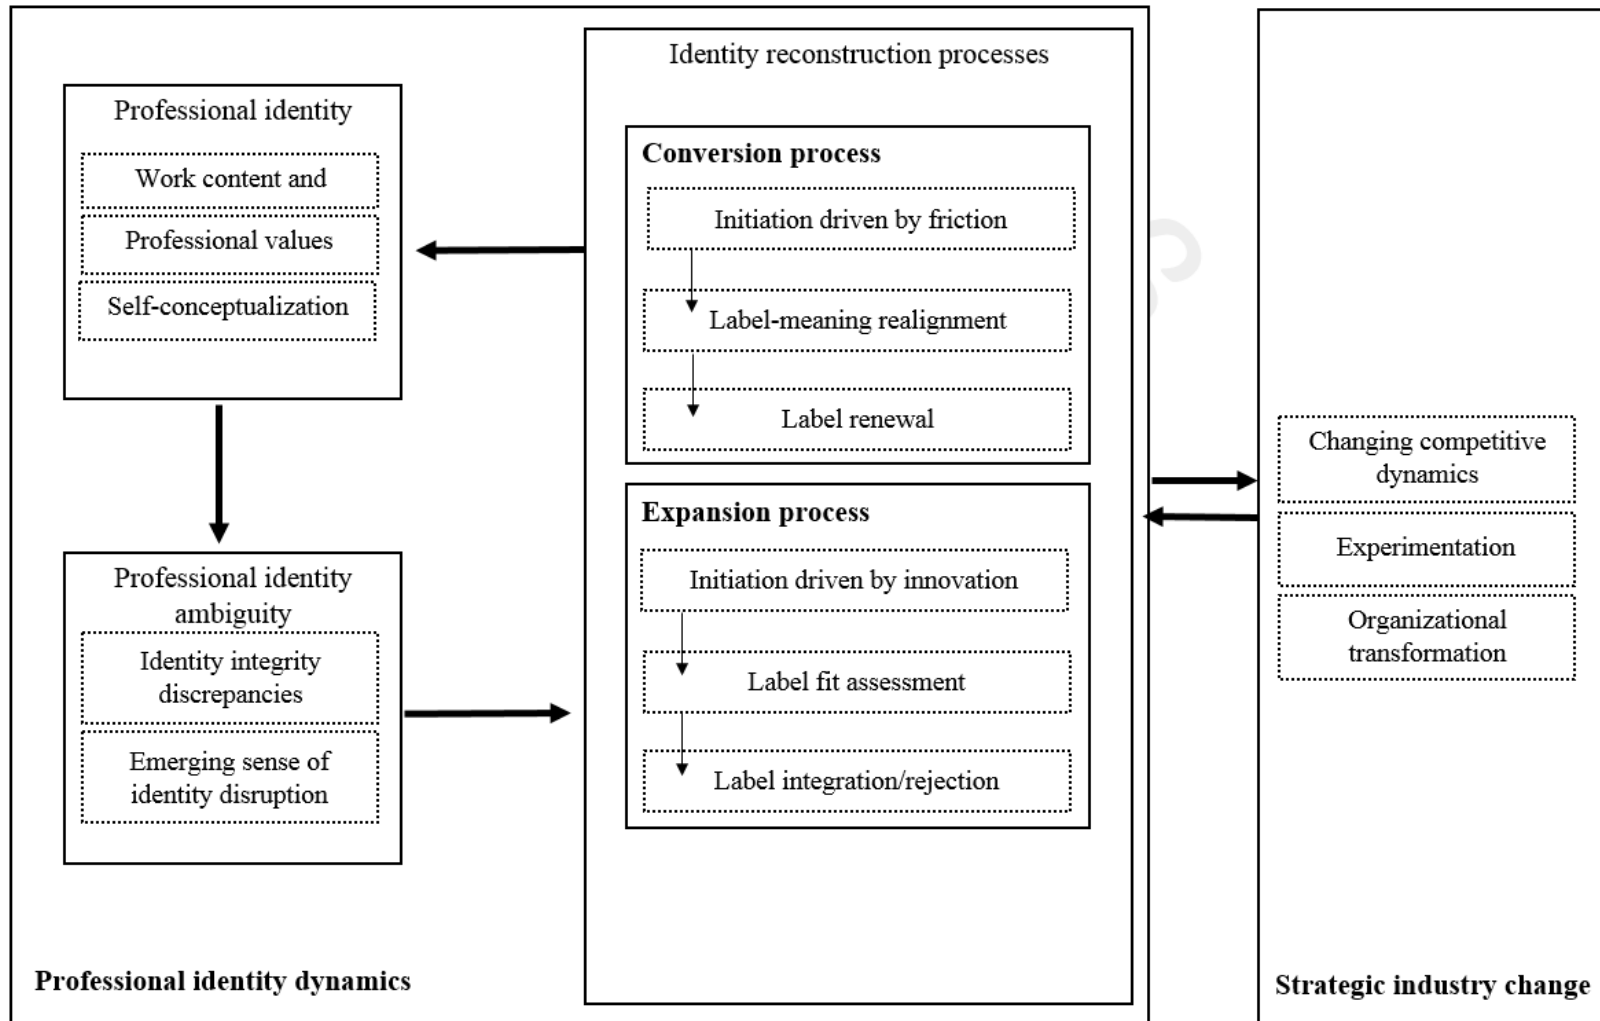 Identity reconstruction processes
Professional identity
Work content and
Professional values
Self-conceptualization
Professional identity
ambiguity
Identity integrity
discrepancies
Emerging sense of
identity disruption
Conversion process
Initiation driven by friction
Label-meaning realignment
Label renewal
Expansion process
Initiation driven by innovation
Label fit assessment
Label integration/rejection
Professional identity dynamics
Changing competitive
dynamics
Experimentation
Organizational
transformation
Strategic industry change